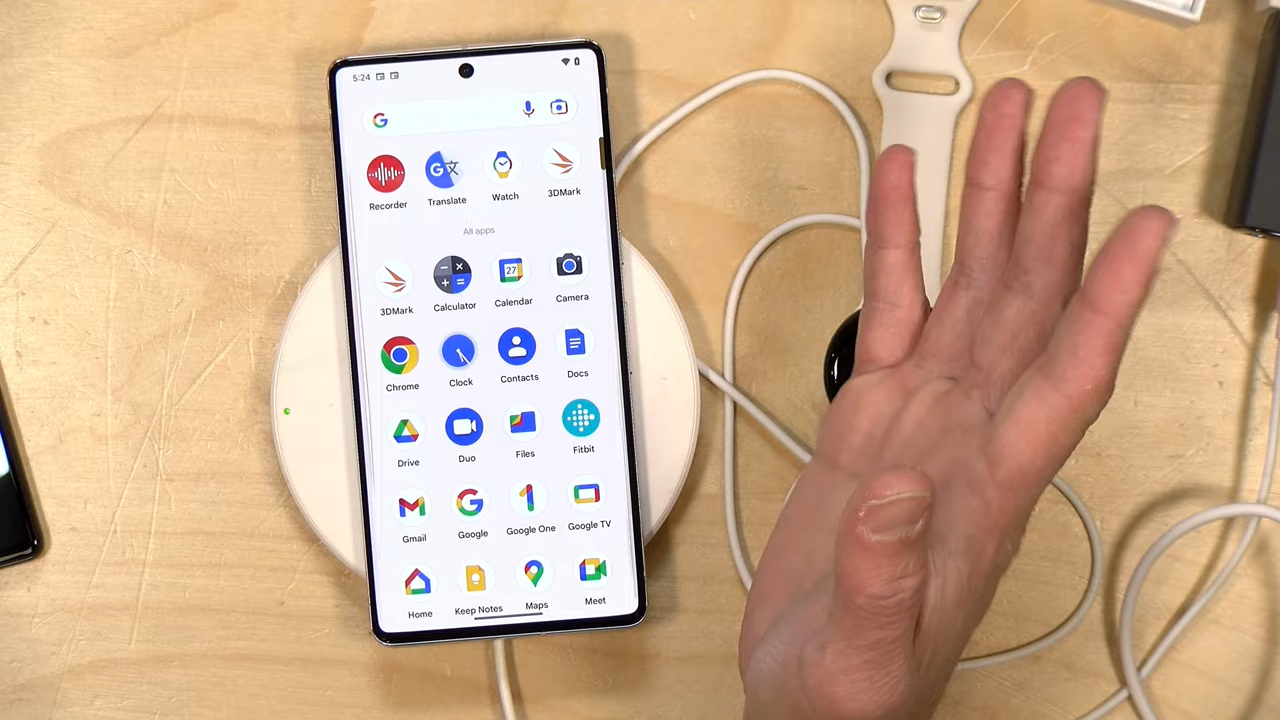 5:24
G
Recorder Translate Watch 3DMark
All apps
3DMark Calculator Calendar Camera
27
Chrome Clock Contacts Docs
Drive Duo Files Fitbit
Gmail Google Google One Google TV
Home Keep Notes Maps Meet